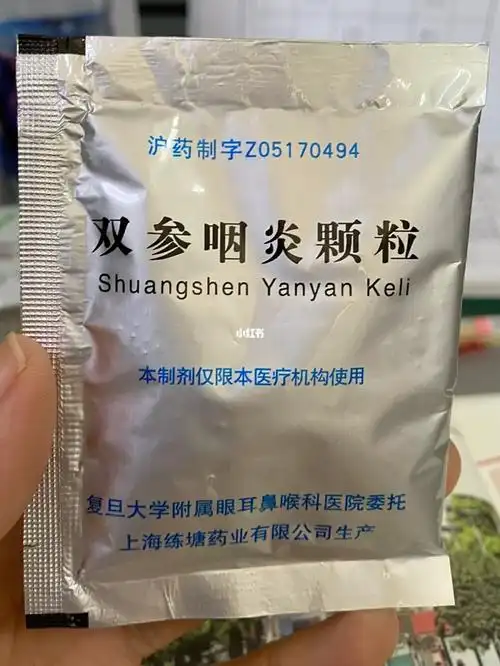 沪药制字Z05170494
双参咽炎颗粒
Shuangshen Yanyan Keli
小红书
本制剂仅限本医疗机构使用
复旦大学附属眼耳鼻喉科医院委托
上海练塘药业有限公司生产